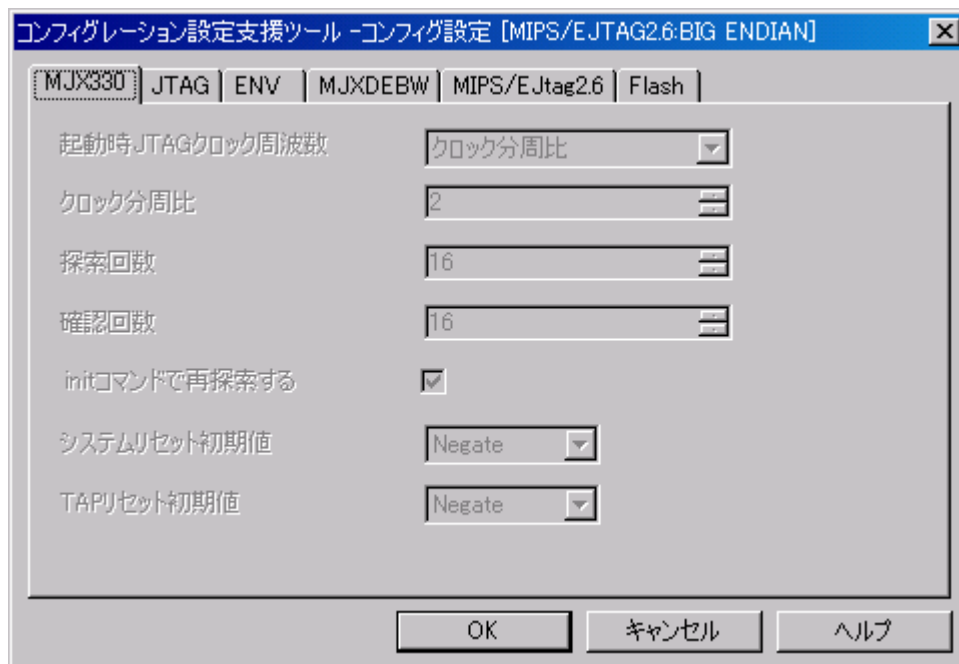 コンフィグレーション設定支援ツール -コンフィグ設定 [MIPS/EJTAG2.6:BIG ENDIAN]
MJX330 JTAG ENV MJXDEBW MIPS/EJtag2.6 Flash
起動時JTAGクロック周波数 クロック分周比
クロック分周比 2
探索回数 16
確認回数 16
initコマンドで再探索する
システムリセット初期値 Negate
TAPリセット初期値 Negate
OK キャンセル ヘルプ